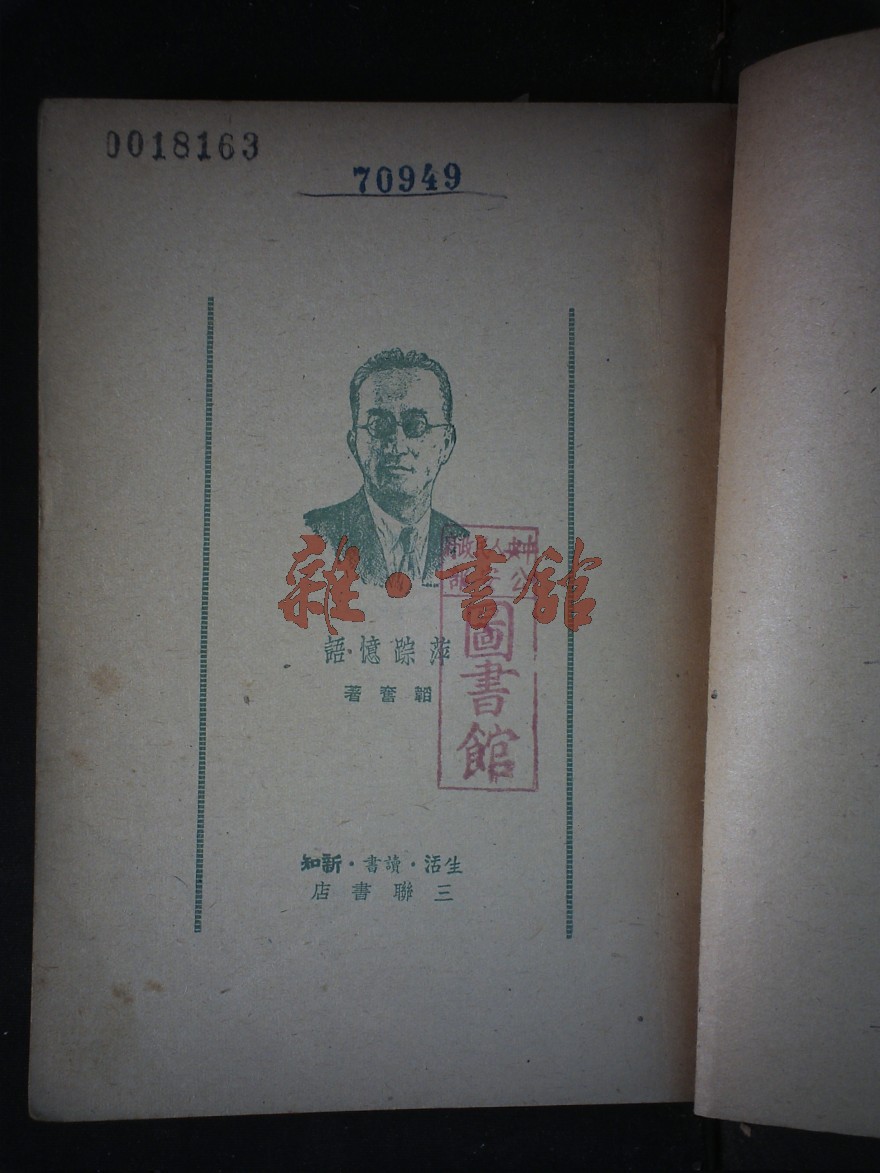 0018163
70949
雜·書館
萍踪憶語
韜奮著
生活·讀書·新知
三聯書店
圖書館